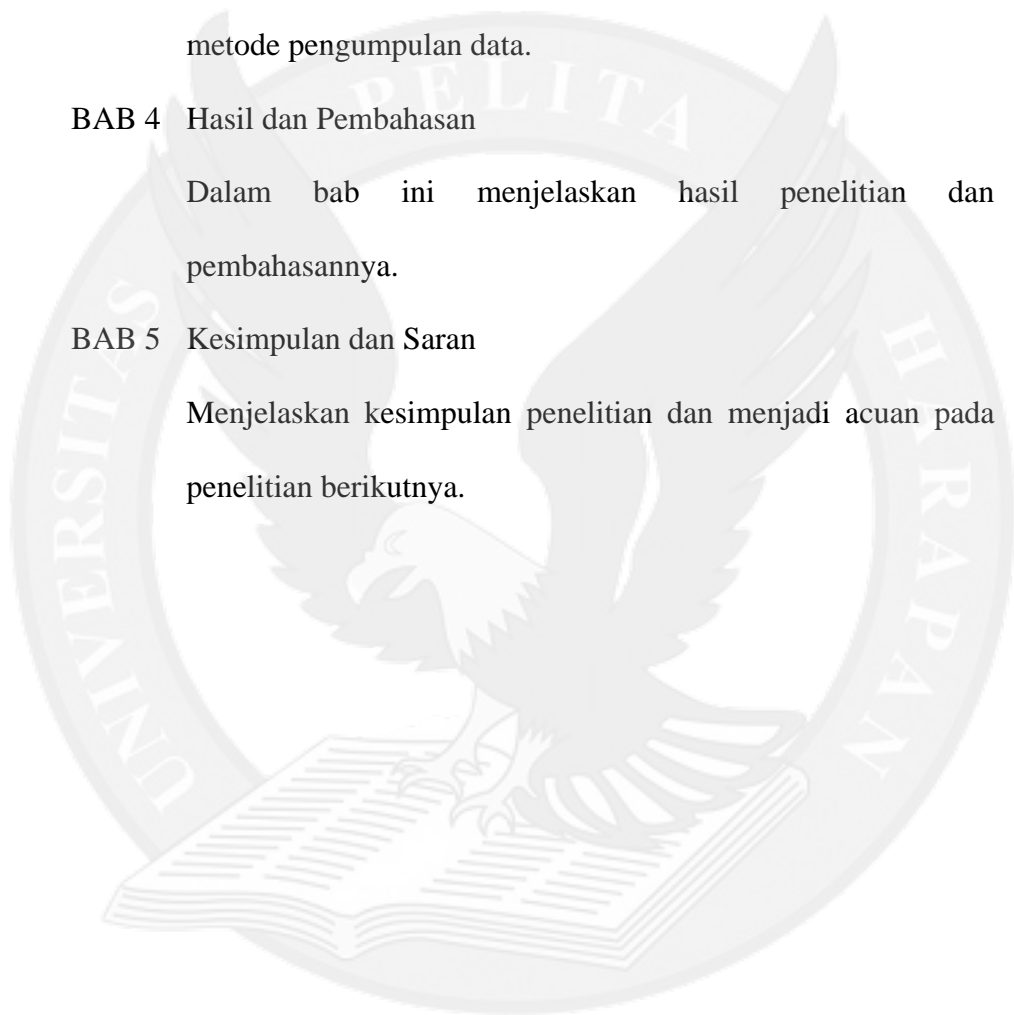 metode pengumpulan data.
BAB 4 Hasil dan Pembahasan
Dalam bab ini menjelaskan hasil penelitian dan
pembahasannya.
BAB 5 Kesimpulan dan Saran
Menjelaskan kesimpulan penelitian dan menjadi acuan pada
penelitian berikutnya.
UNIVERSITAS PELITA HARAPAN